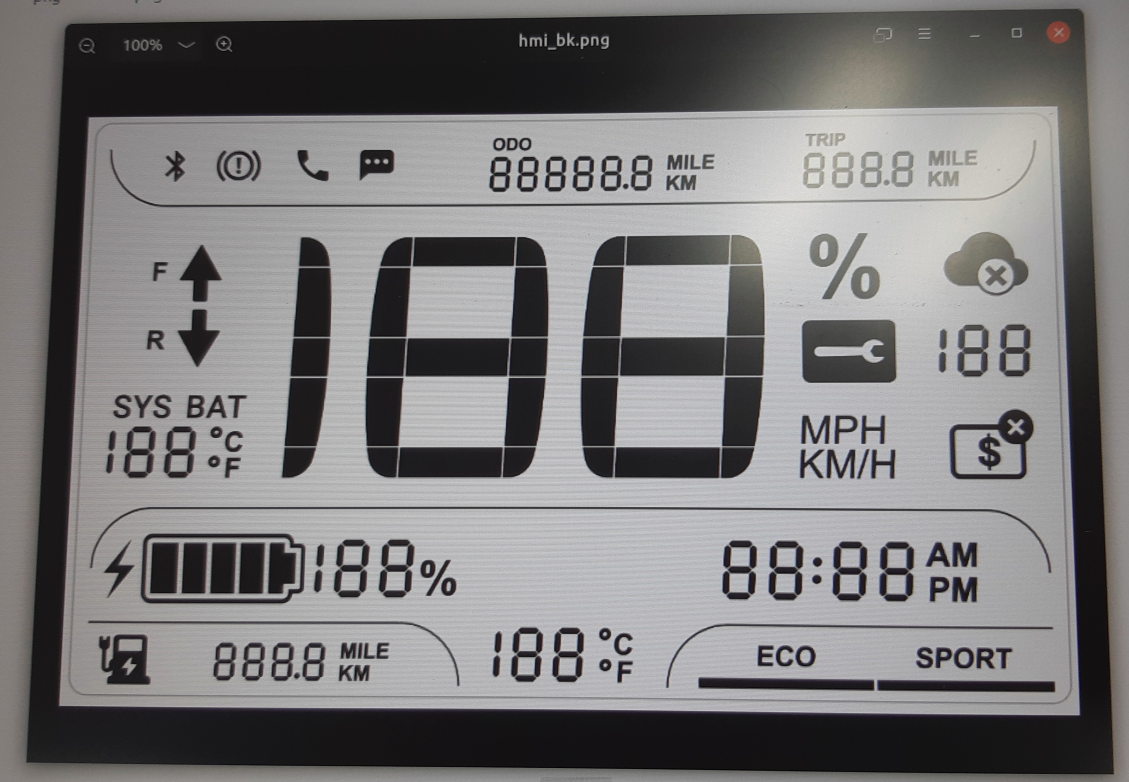 100%
hmi_bk.png
ODO
88888.8 MILE
KM
TRIP
888.8 MILE
KM
F
R
SYS BAT
188 °C
°F
188
%
188
MPH
KM/H
$
188%
88:88 AM
PM
888.8 MILE
KM
188 °C
°F
ECO
SPORT